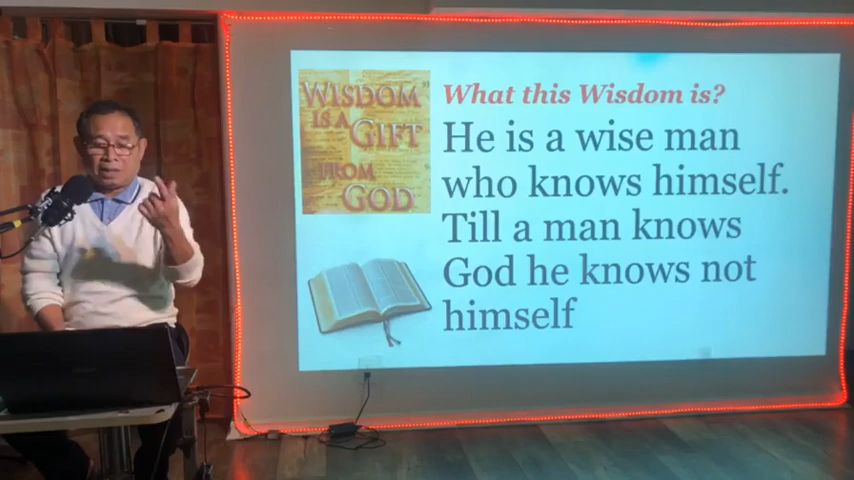 WISDOM
IS A
GIFT
FROM
GOD
What this Wisdom is?
He is a wise man
who knows himself.
Till a man knows
God he knows not
himself